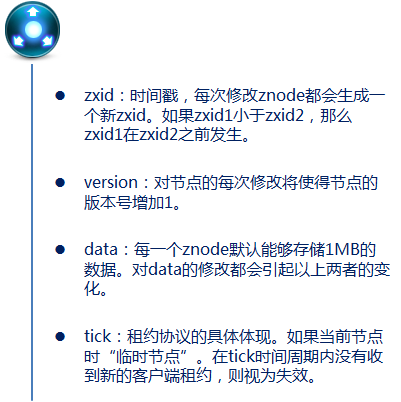 ● zxid：时间戳，每次修改znode都会生成一
个新zxid。如果zxid1小于zxid2，那么
zxid1在zxid2之前发生。
● version：对节点的每次修改将使得节点的
版本号增加1。
● data：每一个znode默认能够存储1MB的
数据。对data的修改都会引起以上两者的变
化。
● tick：租约协议的具体体现。如果当前节点
时“临时节点”。在tick时间周期内没有收
到新的客户端租约，则视为失效。